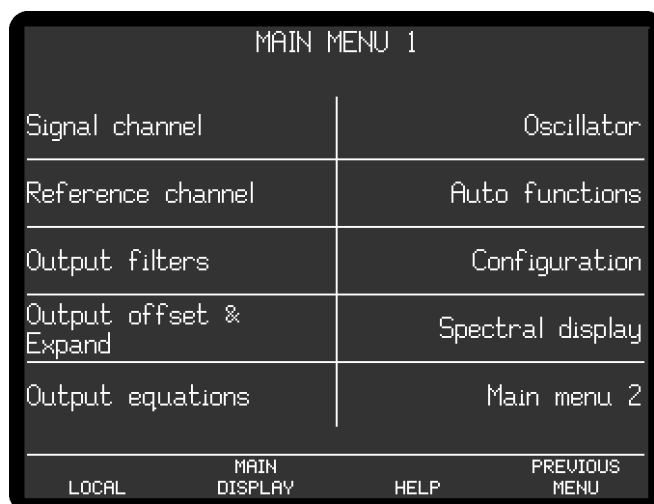 MAIN MENU 1
Signal channel
Oscillator
Reference channel
Auto functions
Output filters
Configuration
Output offset &
Expand
Spectral display
Output equations
Main menu 2
LOCAL
MAIN
DISPLAY
HELP
PREVIOUS
MENU